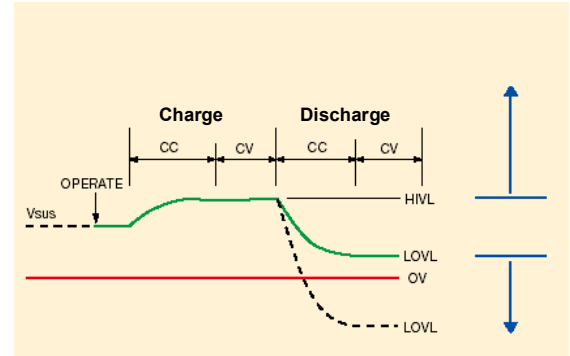 Charge Discharge
CC CV CC CV
OPERATE
HIVL
Vsus
LOVL
OV
LOVL